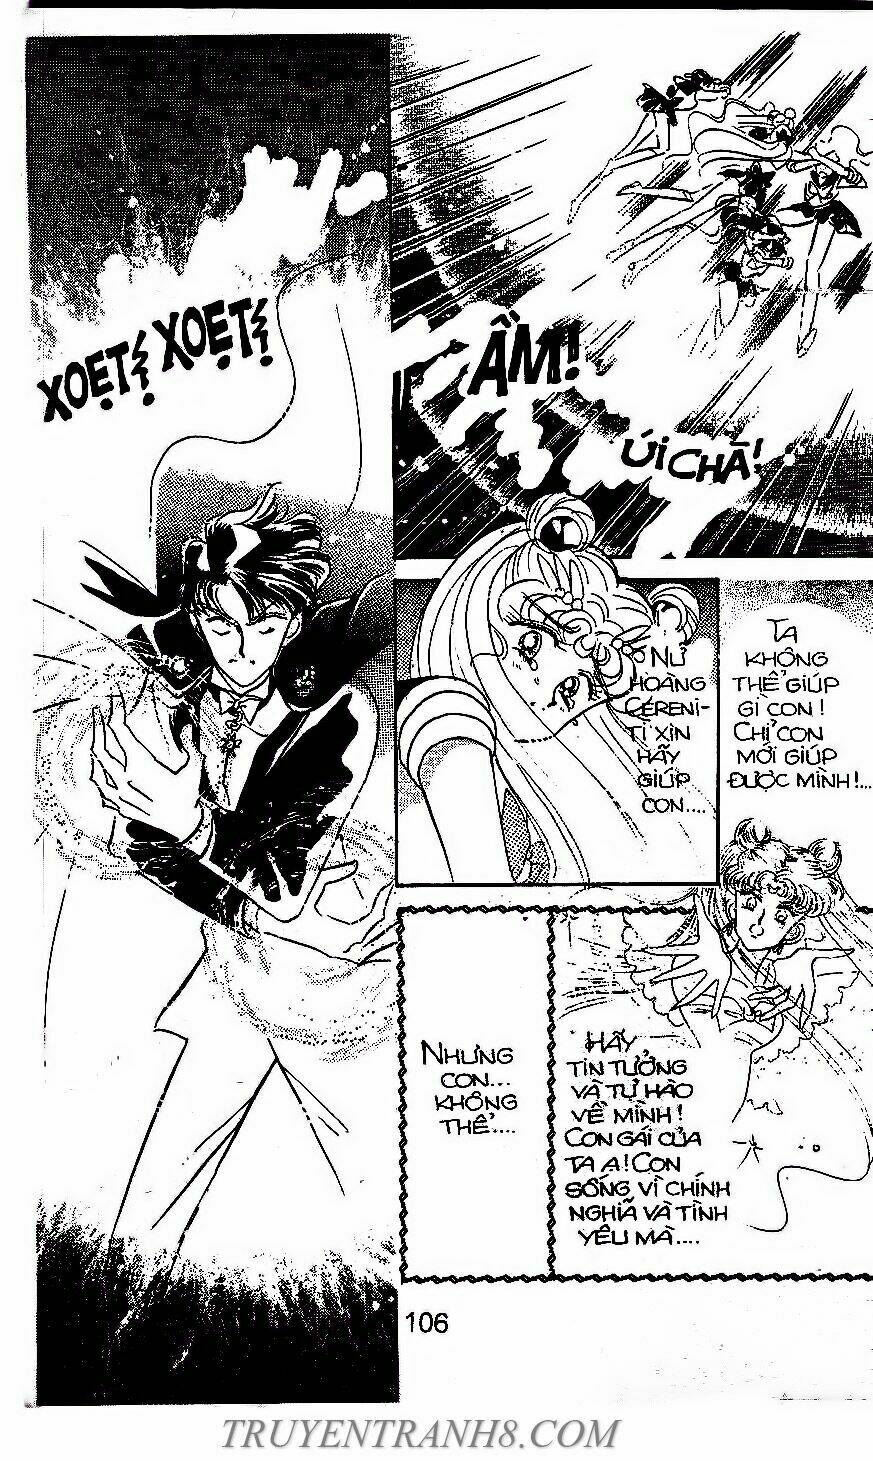 ẦM!
ÚI CHÀ!
XOẸT! XOẸT!
TA
KHÔNG
THỂ GIÚP
GÌ CON!
CHỈ CON
MỚI GIÚP
ĐƯỢC MÌNH!...
NỮ
HOÀNG
CÉRENI-
TI XIN
HÃY
GIÚP
CON....
HÃY
TIN TƯỞNG
VÀ TỰ HÀO
VỀ MÌNH!
CON GÁI CỦA
TA Ạ! CON
SỐNG VÌ CHÍNH
NGHĨA VÀ TÌNH
YÊU MÀ....
NHƯNG
CON...
KHÔNG
THỂ....
106
TRUYENTRANH8.COM